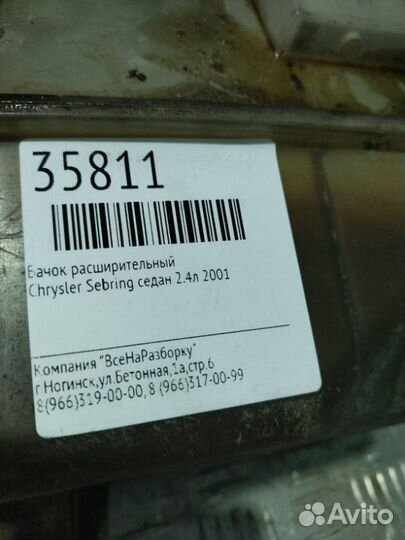 35811
Бачок расширительный
Chrysler Sebring седан 2.4л 2001
Компания "ВсеНаРазборку"
г.Ногинск,ул.Бетонная,1а,стр.6
8(966)319-00-00, 8 (966)317-00-99
Avito